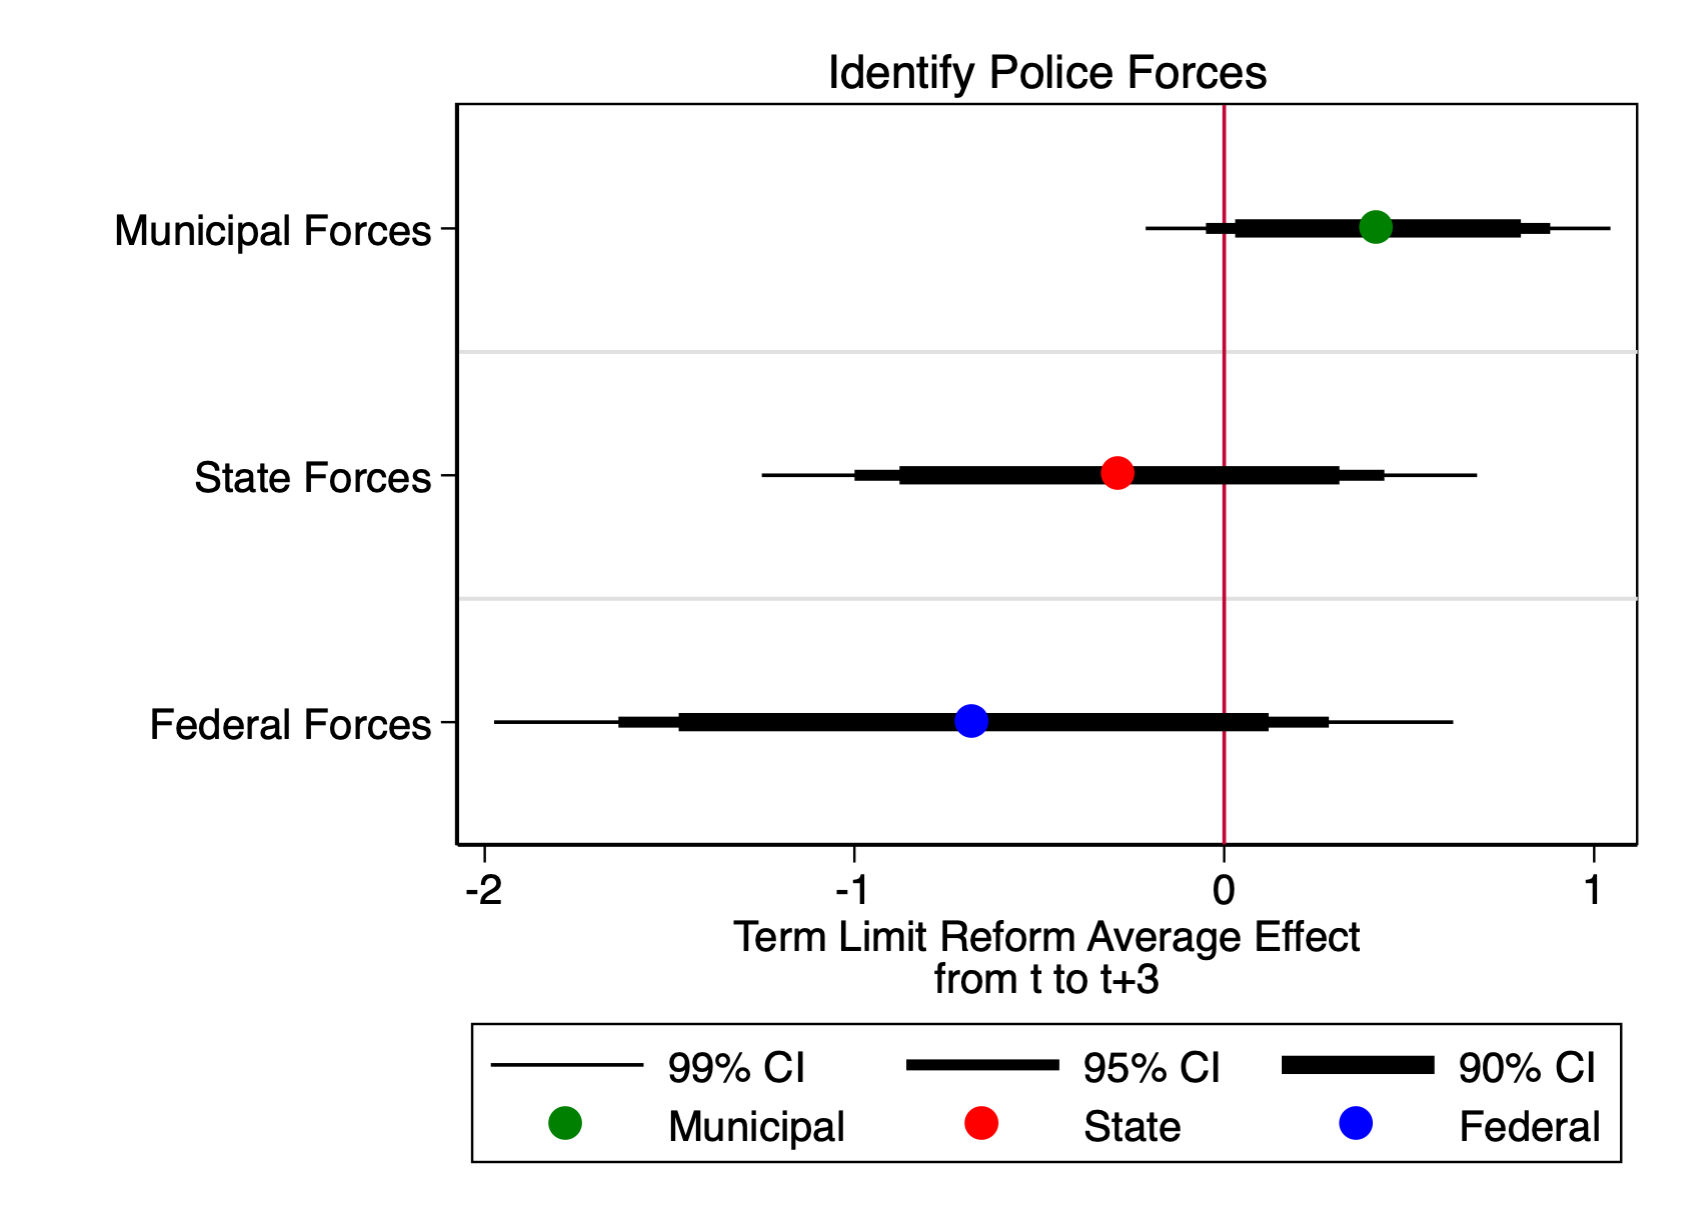 Identify Police Forces
Municipal Forces
State Forces
Federal Forces
-2 -1 0 1
Term Limit Reform Average Effect
from t to t+3
99% CI 95% CI 90% CI
Municipal State Federal